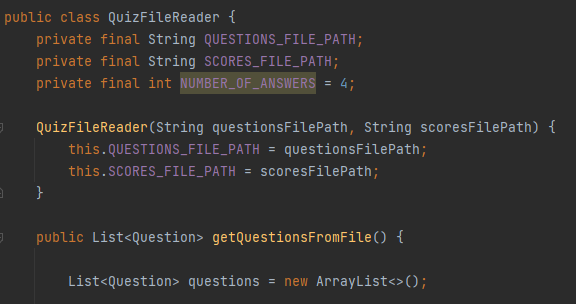 public class QuizFileReader {
    private final String QUESTIONS_FILE_PATH;
    private final String SCORES_FILE_PATH;
    private final int NUMBER_OF_ANSWERS = 4;
    QuizFileReader(String questionsFilePath, String scoresFilePath) {
        this.QUESTIONS_FILE_PATH = questionsFilePath;
        this.SCORES_FILE_PATH = scoresFilePath;
    }
    public List<Question> getQuestionsFromFile() {
        List<Question> questions = new ArrayList<>();